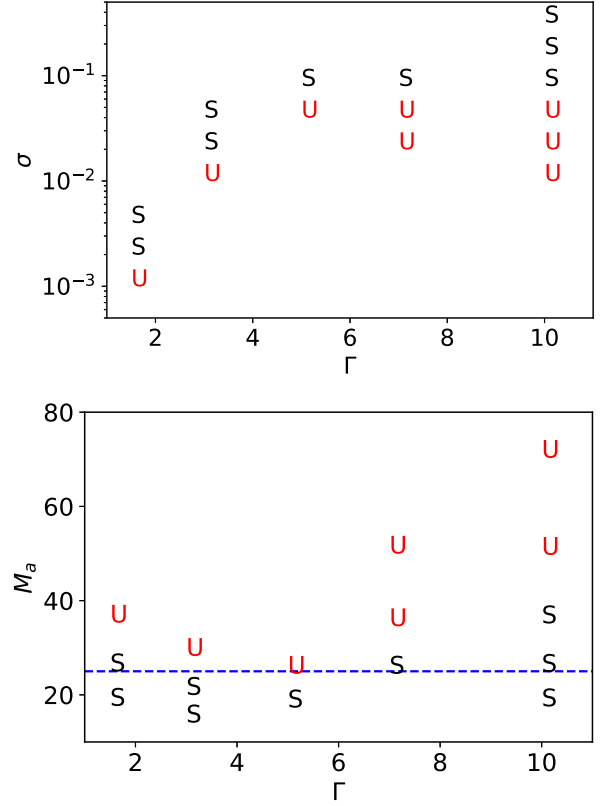 S
10⁻¹ S S S
S U U U
σ S U U
10⁻² U U
S
S
10⁻³ U
2 4 6 8 10
Γ
80
U
60
U U
Mₐ 40 U U S
U
S U S S
S
20 S S S
S
2 4 6 8 10
Γ